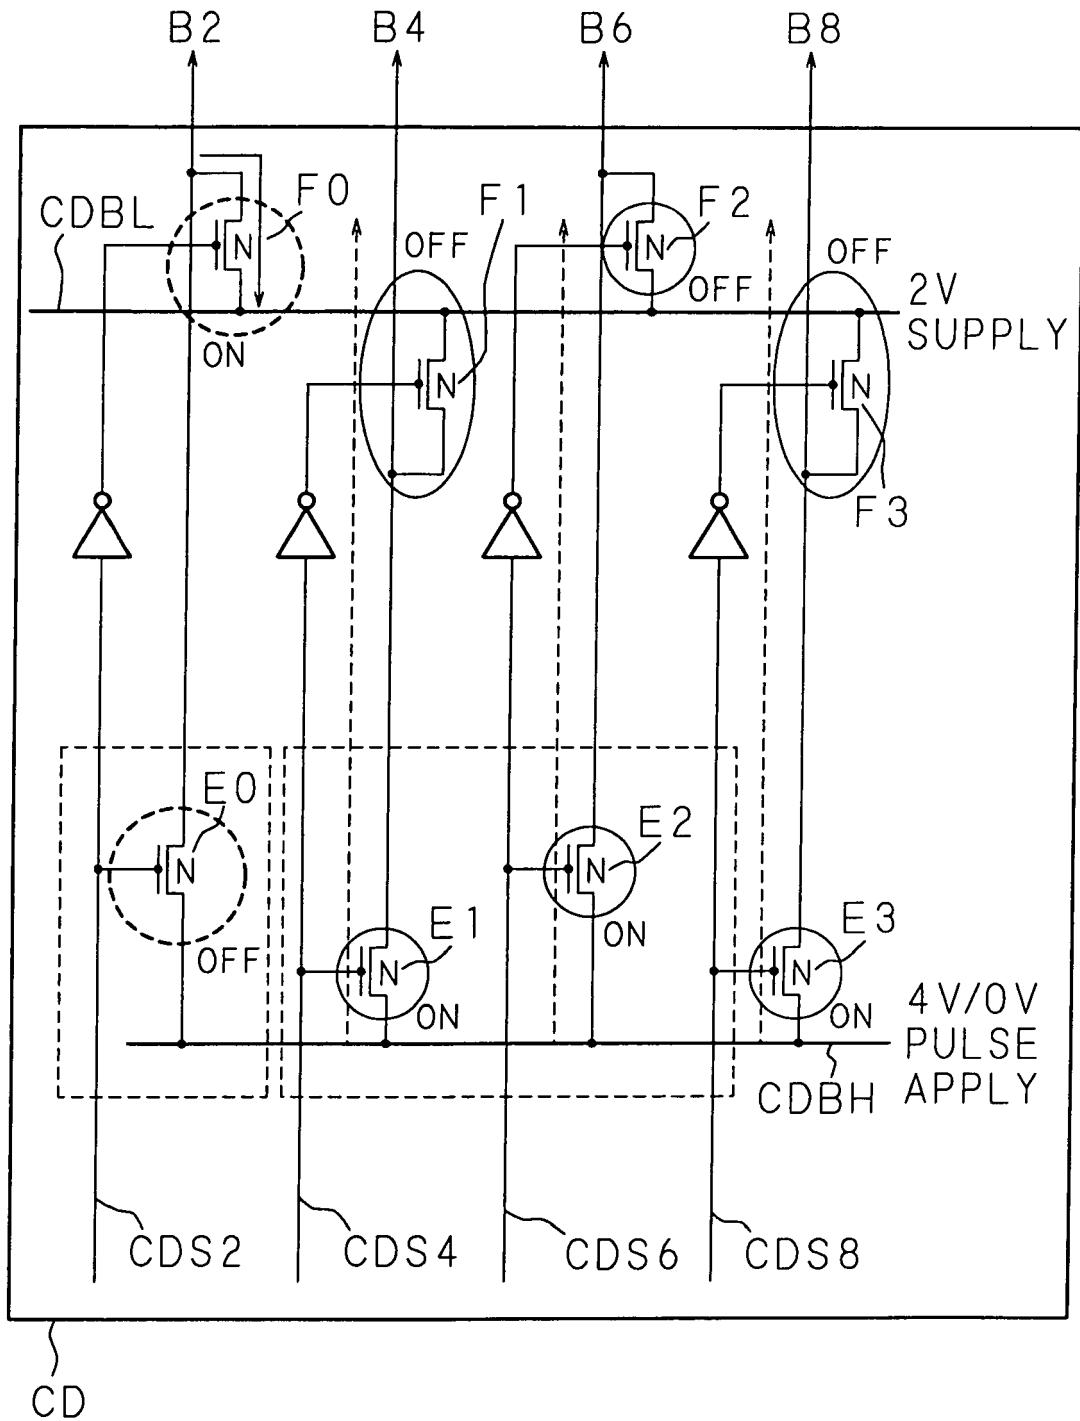 B2 B4 B6 B8
CDBL
F0
F1
F2
OFF
OFF
OFF
2V
SUPPLY
ON
N
N
N
N
F3
E0
E2
N
N
ON
OFF
E1
E3
N
N
ON
ON
4V/0V
PULSE
APPLY
CDBH
CDS2
CDS4
CDS6
CDS8
CD